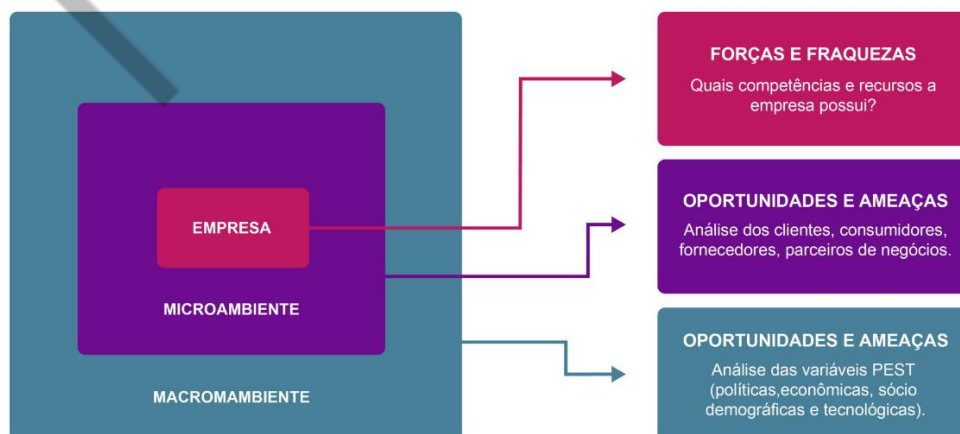 EMPRESA
MICROAMBIENTE
MACROMAMBIENTE
FORÇAS E FRAQUEZAS
Quais competências e recursos a
empresa possui?
OPORTUNIDADES E AMEAÇAS
Análise dos clientes, consumidores,
fornecedores, parceiros de negócios.
OPORTUNIDADES E AMEAÇAS
Análise das variáveis PEST
(políticas,econômicas, sócio
demográficas e tecnológicas).